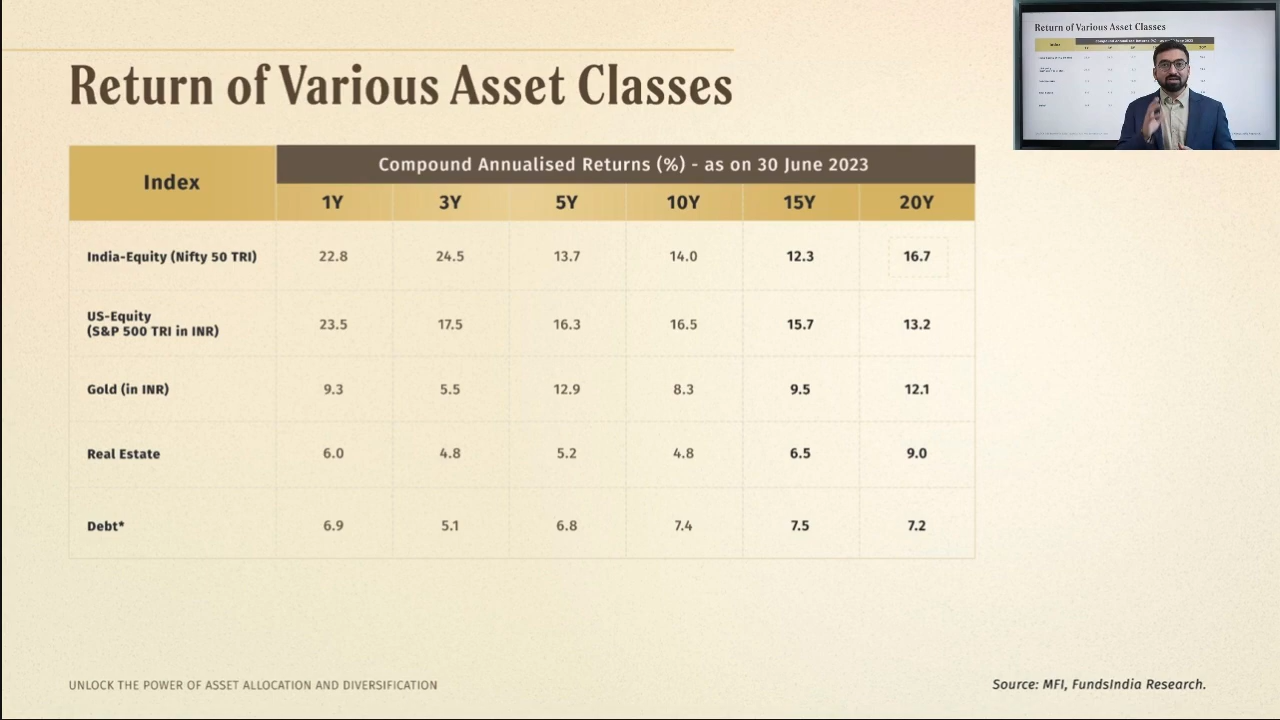 Return of Various Asset Classes
Index
Compound Annualised Returns (%) - as on 30 June 2023
1Y 3Y 5Y 10Y 15Y 20Y
India-Equity (Nifty 50 TRI) 22.8 24.5 13.7 14.0 12.3 16.7
US-Equity
(S&P 500 TRI in INR) 23.5 17.5 16.3 16.5 15.7 13.2
Gold (in INR) 9.3 5.5 12.9 8.3 9.5 12.1
Real Estate 6.0 4.8 5.2 4.8 6.5 9.0
Debt* 6.9 5.1 6.8 7.4 7.5 7.2
UNLOCK THE POWER OF ASSET ALLOCATION AND DIVERSIFICATION
Source: MFI, FundsIndia Research.
Return of Various Asset Classes
Index